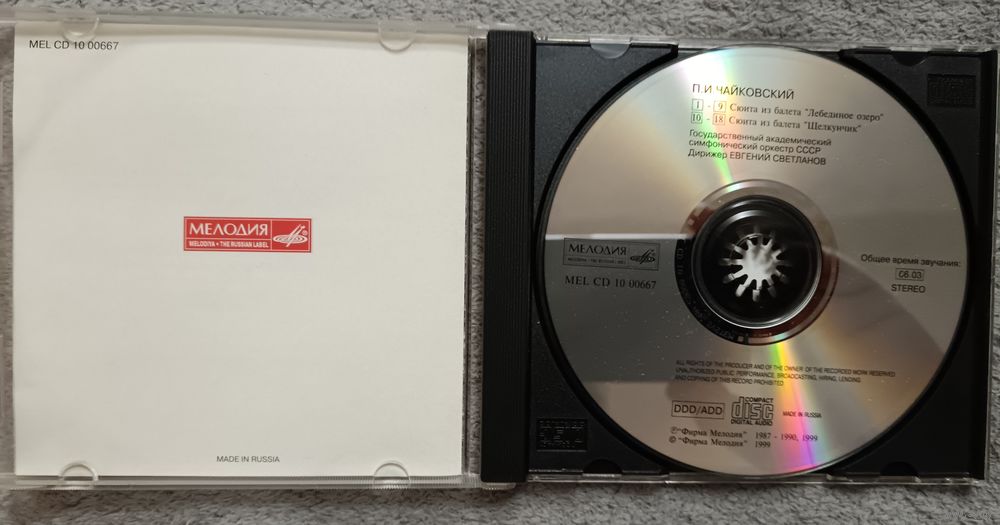 MEL CD 10 00667
МЕЛОДИЯ
MELODIYA • THE RUSSIAN LABEL
MADE IN RUSSIA
П.И.ЧАЙКОВСКИЙ
1 - 9 Сюита из балета "Лебединое озеро"
10 - 18 Сюита из балета "Щелкунчик"
Государственный академический
симфонический оркестр СССР
Дирижер ЕВГЕНИЙ СВЕТЛАНОВ
МЕЛОДИЯ
MELODIYA • THE RUSSIAN LABEL
MEL CD 10 00667
Общее время звучания:
66.03
STEREO
ALL RIGHTS OF THE PRODUCER AND OF THE OWNER OF THE RECORDED WORK RESERVED
UNAUTHORIZED PUBLIC PERFORMANCE, BROADCASTING, HIRING, LENDING
AND COPYING OF THIS RECORD PROHIBITED
DDD/ADD
COMPACT
disc
DIGITAL AUDIO
MADE IN RUSSIA
℗ "Фирма Мелодия" 1987 - 1990, 1999
© "Фирма Мелодия" 1999